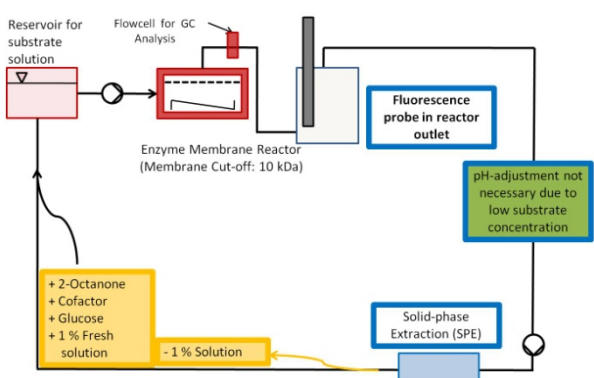 Reservoir for
substrate
solution
Flowcell for GC
Analysis
Enzyme Membrane Reactor
(Membrane Cut-off: 10 kDa)
Fluorescence
probe in reactor
outlet
pH-adjustment not
necessary due to
low substrate
concentration
+ 2-Octanone
+ Cofactor
+ Glucose
+ 1 % Fresh
solution
- 1 % Solution
Solid-phase
Extraction (SPE)